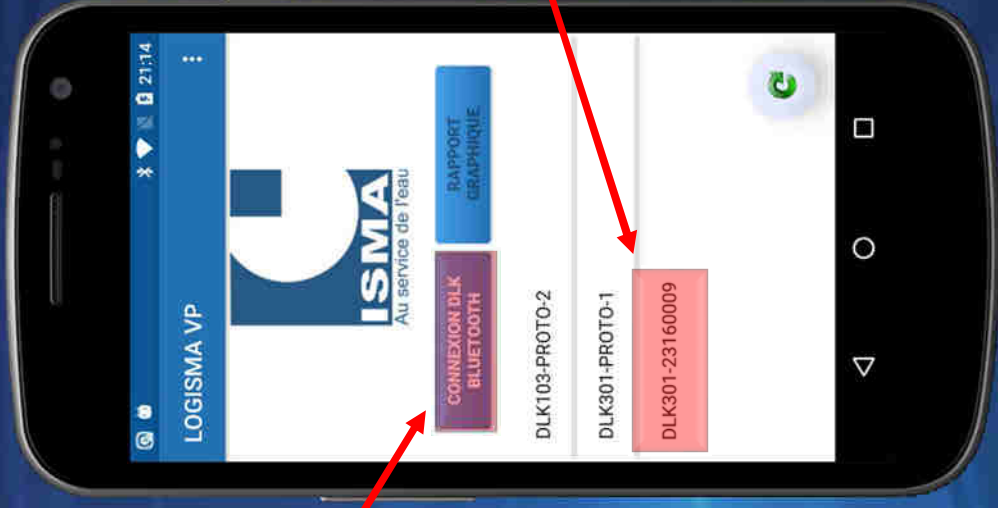 21:14
LOGISMA VP
ISMA
Au service de l'eau
CONNEXION DLK
BLUETOOTH
RAPPORT
GRAPHIQUE
DLK103-PROTO-2
DLK301-PROTO-1
DLK301-23160009